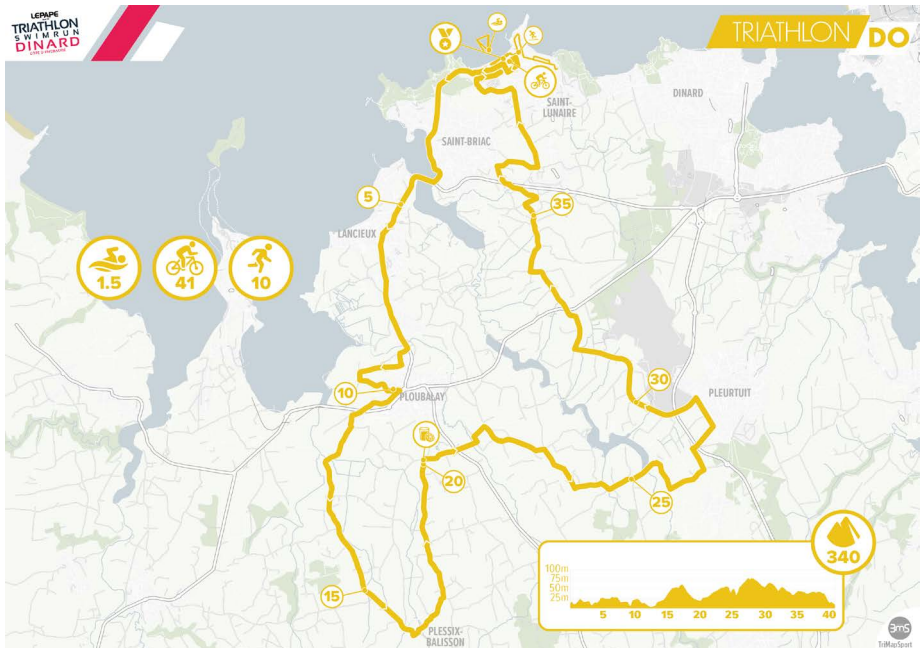 LEPAPE
TRIATHLON
SWIMRUN
DINARD
TRIATHLON DO
DINARD
SAINT-
LUNAIRE
SAINT-BRIAC
5
35
LANCIEUX
1.5
41
10
10
PLOUBALAY
30
PLEURTUIT
20
25
15
PLESSIX-
BALISSON
340
100m
75m
50m
25m
5 10 15 20 25 30 35 40
3mS
TriMapSport